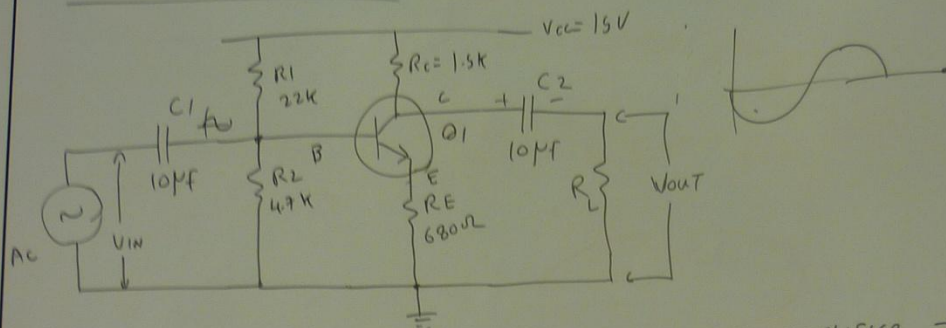 Vcc= 15V
R1
22K
Rc= 1.5K
C1
10µf
C
+
C2
-
10µf
Q1
B
R2
4.7K
E
RE
680Ω
RL
VOUT
AC
VIN